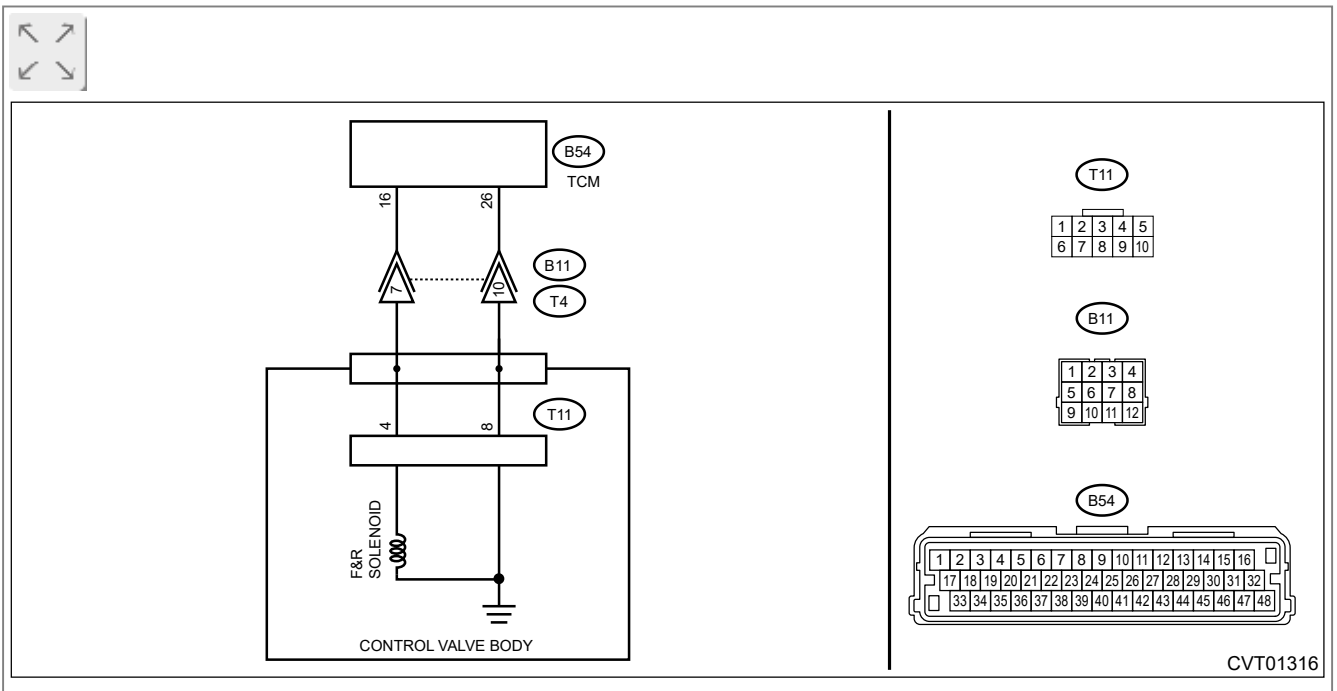 B54
TCM
16
26
B11
7
10
T4
T11
4
8
F&R
SOLENOID
CONTROL VALVE BODY
T11
1 2 3 4 5
6 7 8 9 10
B11
1 2 3 4
5 6 7 8
9 10 11 12
B54
1 2 3 4 5 6 7 8 9 10 11 12 13 14 15 16
17 18 19 20 21 22 23 24 25 26 27 28 29 30 31 32
33 34 35 36 37 38 39 40 41 42 43 44 45 46 47 48
CVT01316